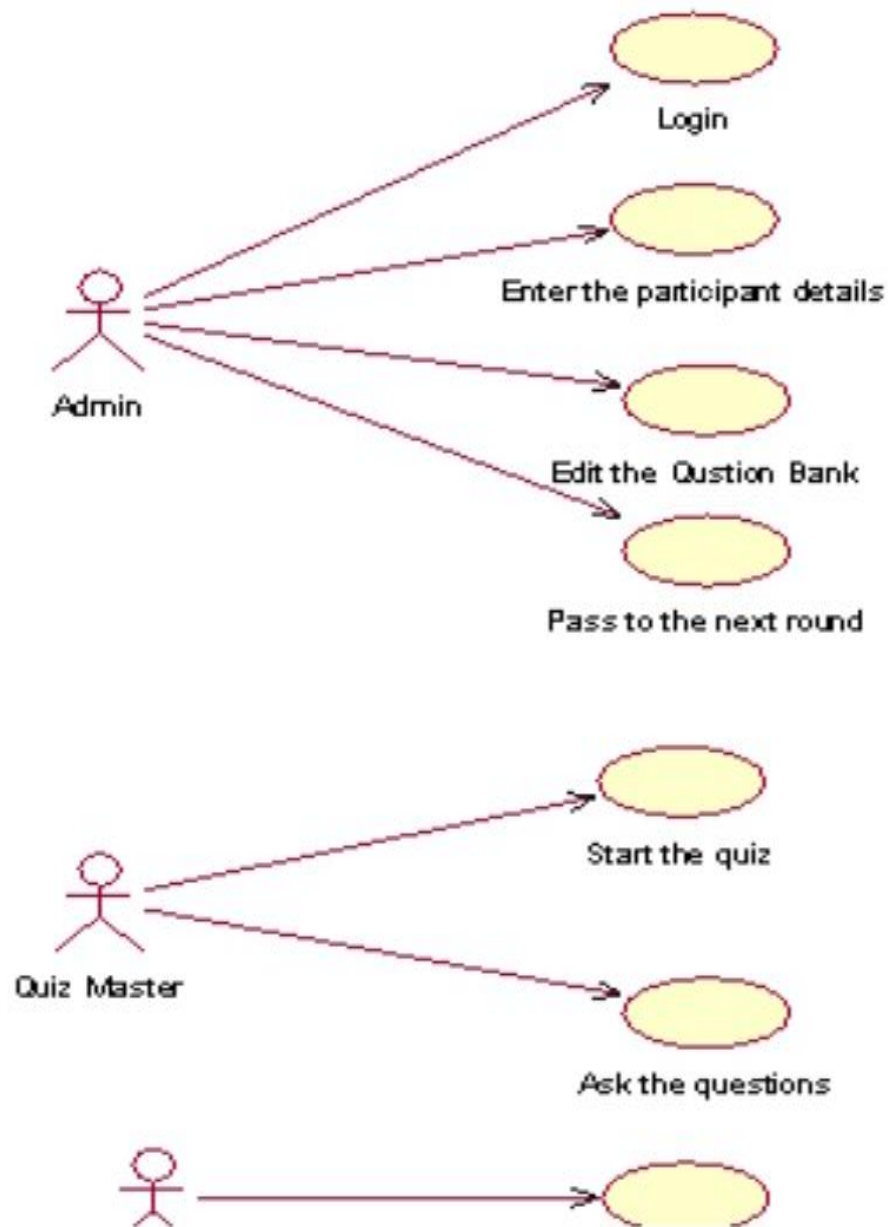 Login
Enter the participant details
Admin
Edit the Qustion Bank
Pass to the next round
Start the quiz
Quiz Master
Ask the questions